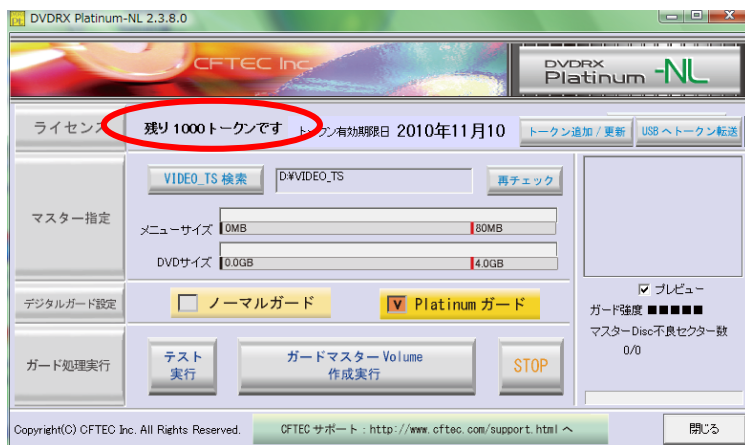 DVDRX Platinum-NL 2.3.8.0
CFTEC Inc.
DVDRX
Platinum -NL
ライセンス
残り 1000 トークンです
トークン有効期限日 2010年11月10
トークン追加 / 更新
USB へトークン転送
マスター指定
VIDEO_TS 検索
D:¥VIDEO_TS
再チェック
メニューサイズ 0MB 80MB
DVDサイズ 0.0GB 4.0GB
デジタルガード設定
ノーマルガード
V Platinum ガード
プレビュー
ガード強度 ■■■■■
マスターDisc不良セクター数
0/0
ガード処理実行
テスト
実行
ガードマスター Volume
作成実行
STOP
Copyright(C) CFTEC Inc. All Rights Reserved.
CFTEC サポート : http://www.cftec.com/support.html へ
閉じる